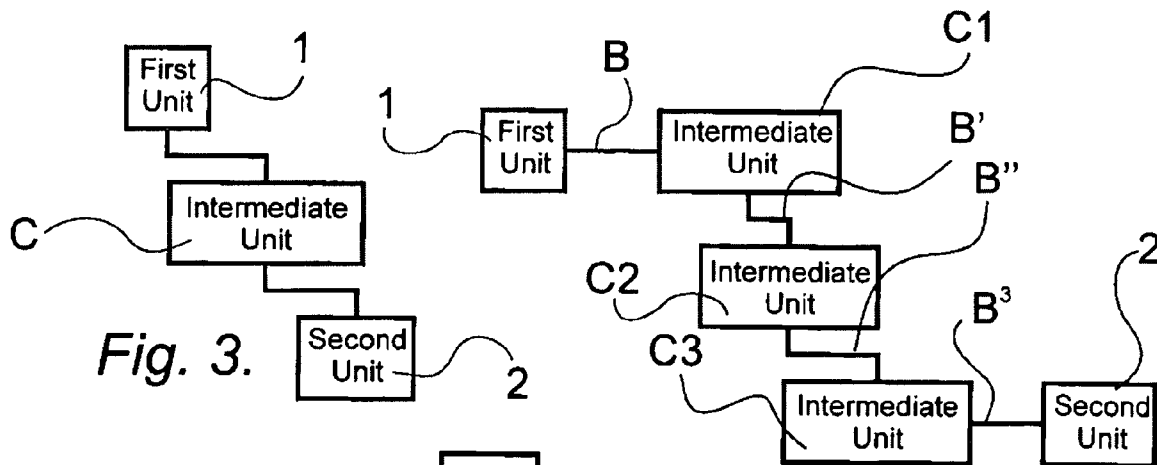 1
First
Unit
C
Intermediate
Unit
Second
Unit
2
Fig. 3.
1
First
Unit
B
C1
Intermediate
Unit
B'
B''
C2
Intermediate
Unit
C3
Intermediate
Unit
B³
2
Second
Unit